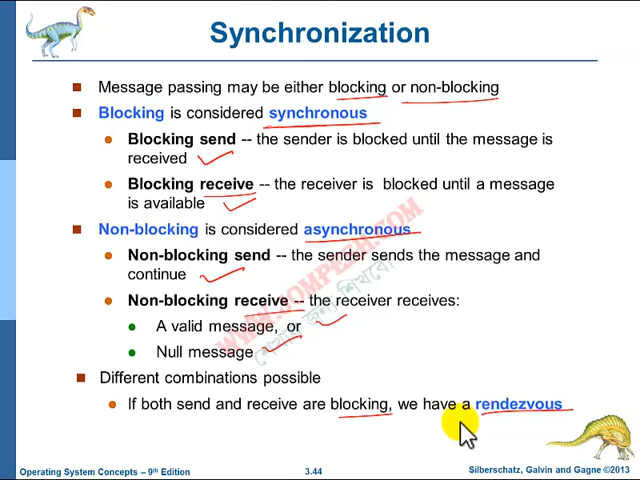 Synchronization
Message passing may be either blocking or non-blocking
Blocking is considered synchronous
Blocking send -- the sender is blocked until the message is
received
Blocking receive -- the receiver is blocked until a message
is available
Non-blocking is considered asynchronous
Non-blocking send -- the sender sends the message and
continue
Non-blocking receive -- the receiver receives:
A valid message, or
Null message
Different combinations possible
If both send and receive are blocking, we have a rendezvous
Operating System Concepts – 9th Edition
3.44
Silberschatz, Galvin and Gagne ©2013